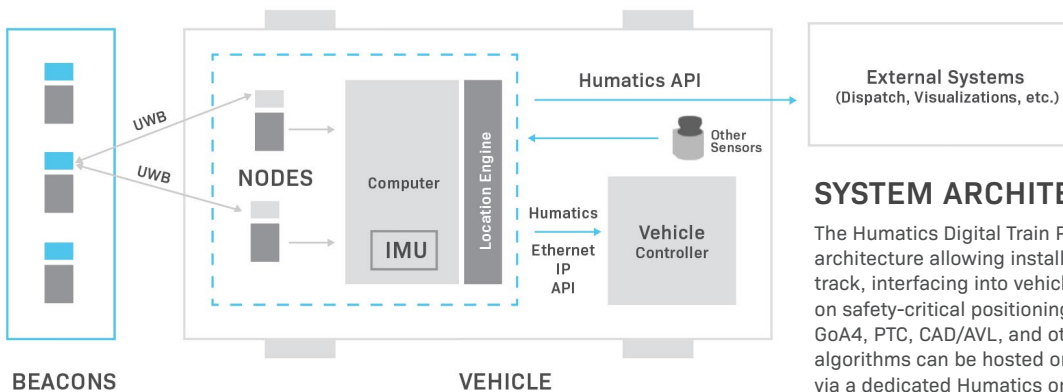 Humatics API
External Systems
(Dispatch, Visualizations, etc.)
UWB
UWB
NODES
Computer
IMU
Location Engine
Other
Sensors
Humatics
Ethernet
IP
API
Vehicle
Controller
BEACONS
VEHICLE
SYSTEM ARCHITE
The Humatics Digital Train P
architecture allowing install
track, interfacing into vehicl
on safety-critical positioning
GoA4, PTC, CAD/AVL, and ot
algorithms can be hosted or
via a dedicated Humatics or